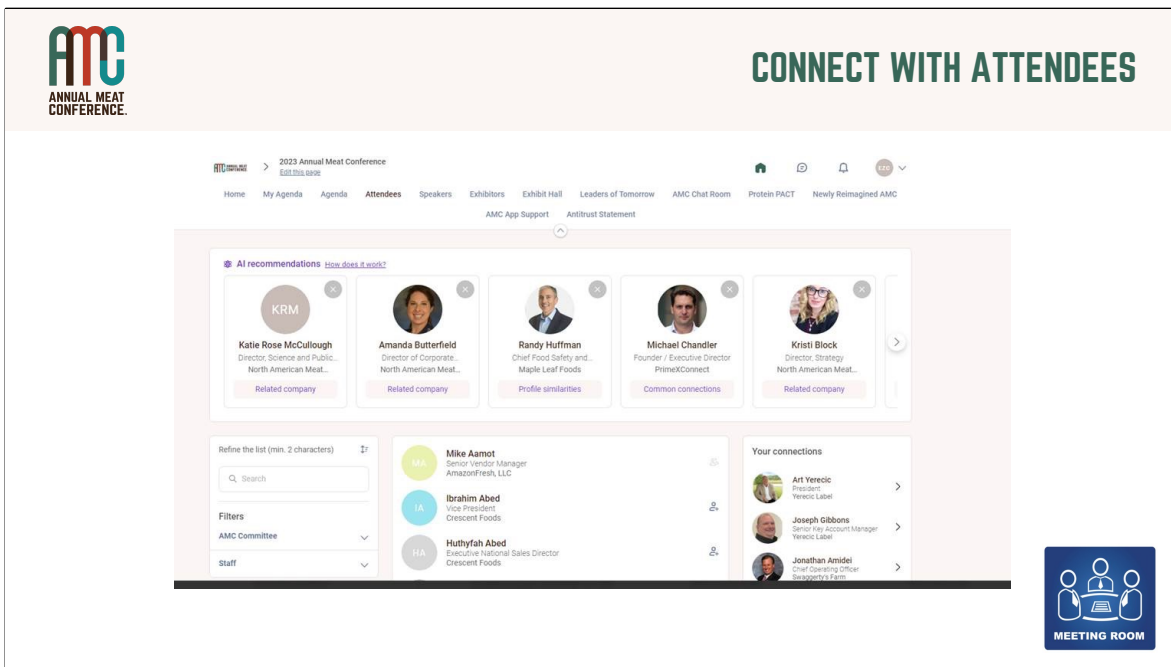 AMC
ANNUAL MEAT
CONFERENCE.
CONNECT WITH ATTENDEES
AMC ANNUAL MEAT
CONFERENCE
2023 Annual Meat Conference
Edit this page
EZG
Home My Agenda Agenda Attendees Speakers Exhibitors Exhibit Hall Leaders of Tomorrow AMC Chat Room Protein PACT Newly Reimagined AMC
AMC App Support Antitrust Statement
AI recommendations How does it work?
KRM
Katie Rose McCullough
Director, Science and Public...
North American Meat...
Related company
Amanda Butterfield
Director of Corporate...
North American Meat...
Related company
Randy Huffman
Chief Food Safety and...
Maple Leaf Foods
Profile similarities
Michael Chandler
Founder / Executive Director
PrimeXConnect
Common connections
Kristi Block
Director, Strategy
North American Meat...
Related company
Refine the list (min. 2 characters)
Search
Filters
AMC Committee
Staff
MA
Mike Aamot
Senior Vendor Manager
AmazonFresh, LLC
IA
Ibrahim Abed
Vice President
Crescent Foods
HA
Huthyfah Abed
Executive National Sales Director
Crescent Foods
Your connections
Art Yerecic
President
Yerecic Label
Joseph Gibbons
Senior Key Account Manager
Yerecic Label
Jonathan Amidei
Chief Operating Officer
Swaggerty's Farm
MEETING ROOM